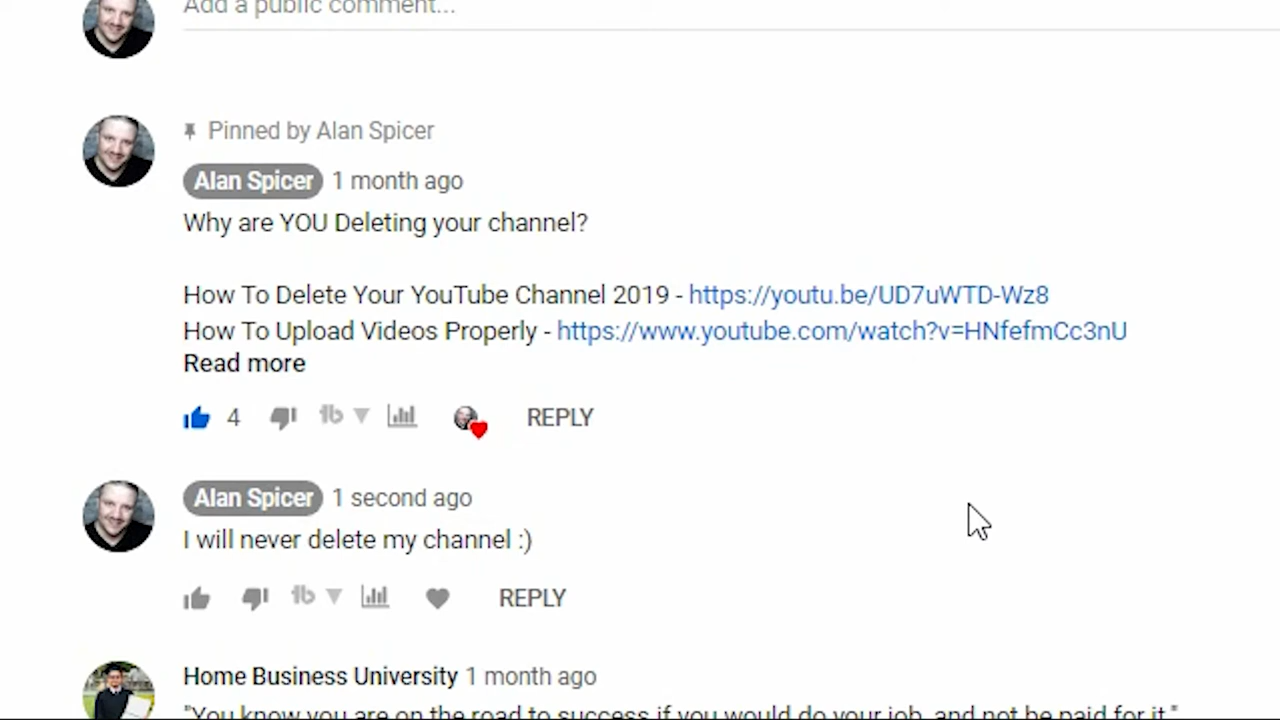 Add a public comment...
Pinned by Alan Spicer
Alan Spicer 1 month ago
Why are YOU Deleting your channel?
How To Delete Your YouTube Channel 2019 - https://youtu.be/UD7uWTD-Wz8
How To Upload Videos Properly - https://www.youtube.com/watch?v=HNfefmCc3nU
Read more
4 tb REPLY
Alan Spicer 1 second ago
I will never delete my channel :)
tb REPLY
Home Business University 1 month ago
"You know you are on the road to success if you would do your job, and not be paid for it."